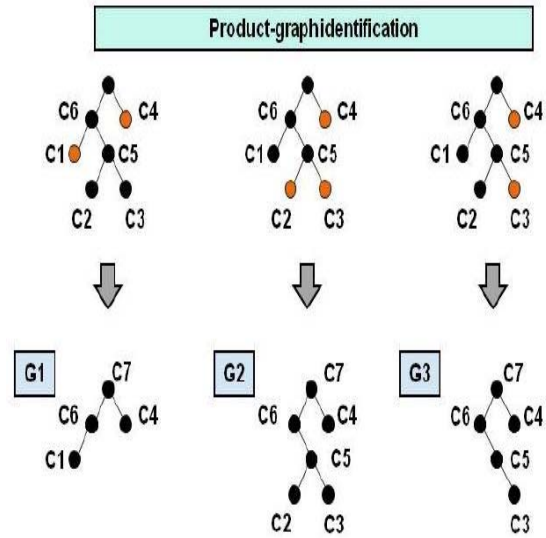 Product-graphidentification
C6 C4 C6 C4 C6 C4
C1 C5 C1 C5 C1 C5
C2 C3 C2 C3 C2 C3
G1 C7 G2 C7 G3 C7
C6 C4 C6 C4 C6 C4
C1 C5 C5
C2 C3 C3